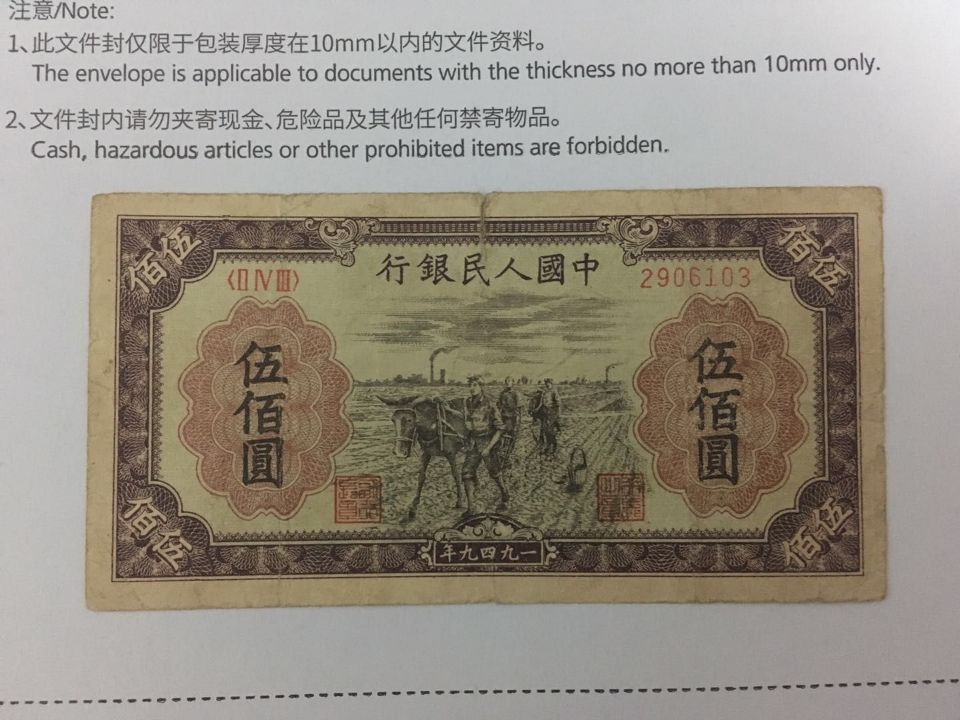 注意/Note:
1、此文件封仅限于包装厚度在10mm以内的文件资料。
The envelope is applicable to documents with the thickness no more than 10mm only.
2、文件封内请勿夹寄现金、危险品及其他任何禁寄物品。
Cash, hazardous articles or other prohibited items are forbidden.
伍佰
伍佰
行銀民人國中
〈II IV III〉
2906103
伍佰圓
伍佰圓
伍佰
伍佰
年九四九一